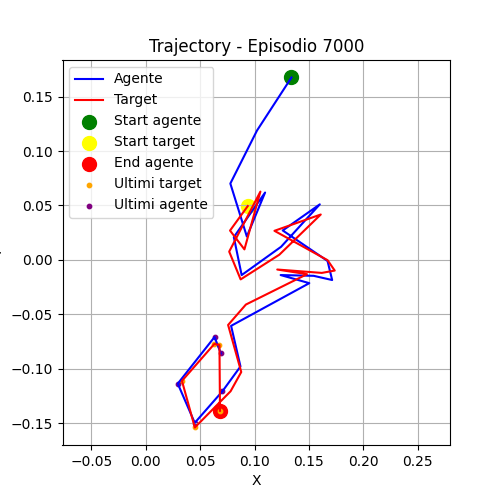 Trajectory - Episodio 7000
Agente
Target
Start agente
Start target
End agente
Ultimi target
Ultimi agente
0.15
0.10
0.05
0.00
−0.05
−0.10
−0.15
−0.05 0.00 0.05 0.10 0.15 0.20 0.25
X